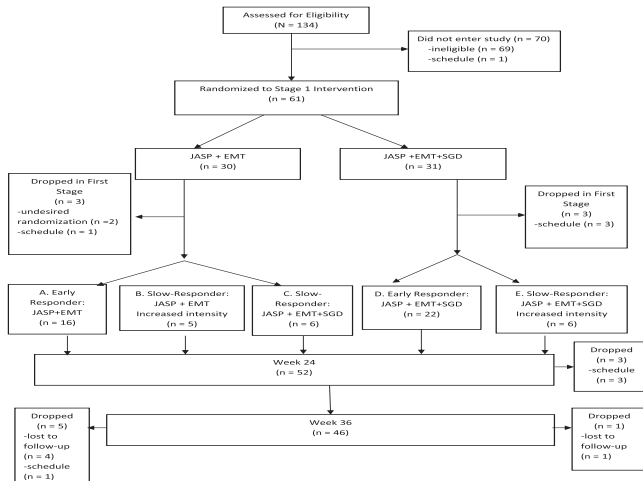 Assessed for Eligibility
(N = 134)
Did not enter study (n = 70)
-ineligible (n = 69)
-schedule (n = 1)
Randomized to Stage 1 Intervention
(n = 61)
JASP + EMT
(n = 30)
JASP +EMT+SGD
(n = 31)
Dropped in First
Stage
(n = 3)
-undesired
randomization (n =2)
-schedule (n = 1)
Dropped in First
Stage
(n = 3)
-schedule (n = 3)
A. Early
Responder:
JASP+EMT
(n = 16)
B. Slow-Responder:
JASP + EMT
Increased intensity
(n = 5)
C. Slow-
Responder:
JASP + EMT+SGD
(n = 6)
D. Early Responder:
JASP + EMT+SGD
(n = 22)
E. Slow-Responder:
JASP + EMT+SGD
Increased intensity
(n = 6)
Week 24
(n = 52)
Dropped
(n = 3)
-schedule
(n = 3)
Dropped
(n = 5)
-lost to
follow-up
(n = 4)
-schedule
(n = 1)
Week 36
(n = 46)
Dropped
(n = 1)
-lost to
follow-up
(n = 1)